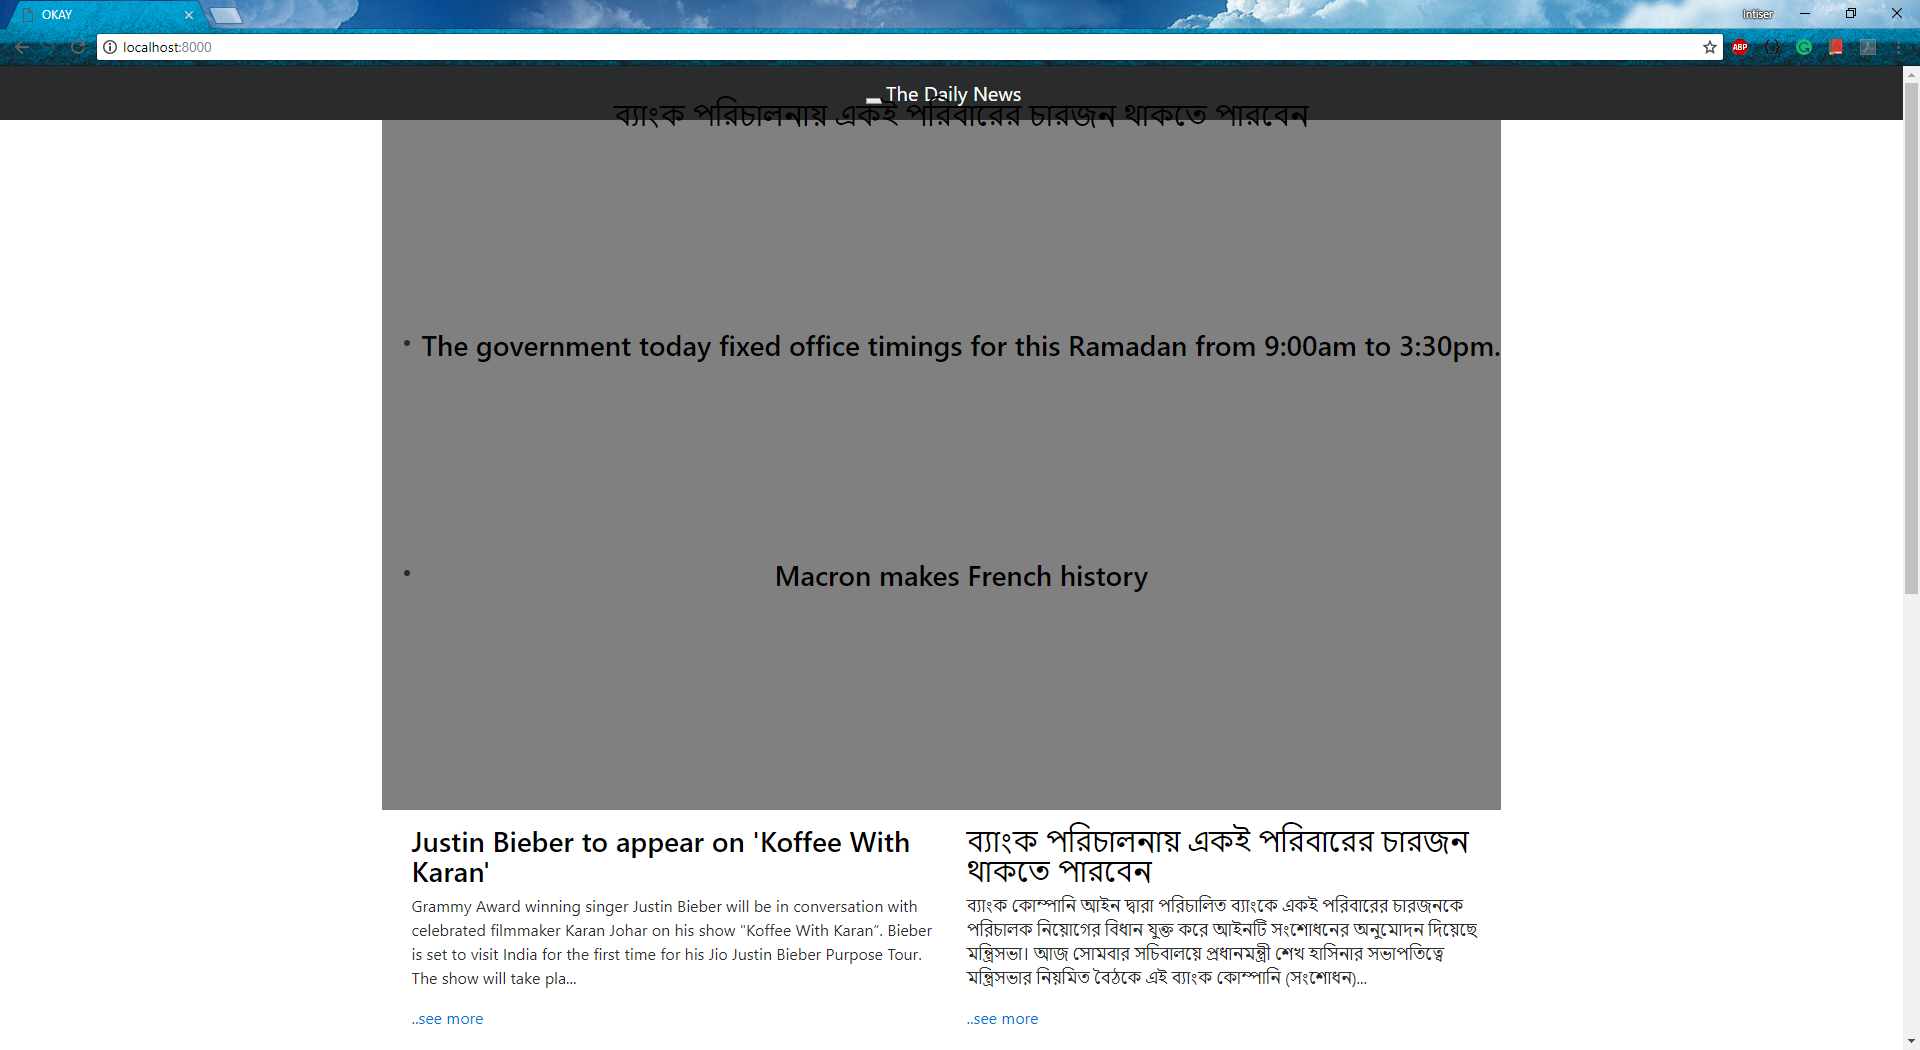 OKAY
Intiser
localhost:8000
ABP
The Daily News
ব্যাংক পরিচালনায় একই পরিবারের চারজন থাকতে পারবেন
• The government today fixed office timings for this Ramadan from 9:00am to 3:30pm.
• Macron makes French history
Justin Bieber to appear on 'Koffee With
Karan'
Grammy Award winning singer Justin Bieber will be in conversation with
celebrated filmmaker Karan Johar on his show “Koffee With Karan”. Bieber
is set to visit India for the first time for his Jio Justin Bieber Purpose Tour.
The show will take pla...
..see more
ব্যাংক পরিচালনায় একই পরিবারের চারজন
থাকতে পারবেন
ব্যাংক কোম্পানি আইন দ্বারা পরিচালিত ব্যাংকে একই পরিবারের চারজনকে
পরিচালক নিয়োগের বিধান যুক্ত করে আইনটি সংশোধনের অনুমোদন দিয়েছে
মন্ত্রিসভা। আজ সোমবার সচিবালয়ে প্রধানমন্ত্রী শেখ হাসিনার সভাপতিত্বে
মন্ত্রিসভার নিয়মিত বৈঠকে এই ব্যাংক কোম্পানি (সংশোধন)...
..see more